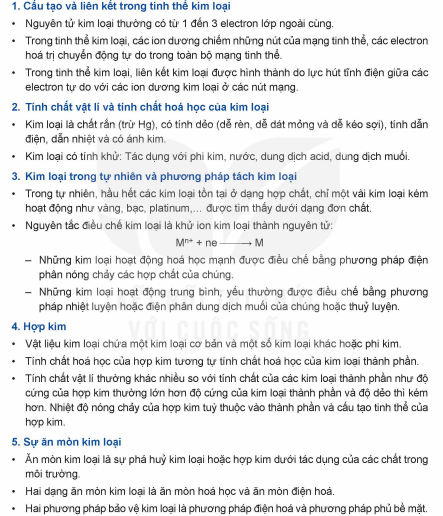 1. Cấu tạo và liên kết trong tinh thể kim loại
• Nguyên tử kim loại thường có từ 1 đến 3 electron lớp ngoài cùng.
• Trong tinh thể kim loại, các ion dương chiếm những nút của mạng tinh thể, các electron
hoá trị chuyển động tự do trong toàn bộ mạng tinh thể.
• Trong tinh thể kim loại, liên kết kim loại được hình thành do lực hút tĩnh điện giữa các
electron tự do với các ion dương kim loại ở các nút mạng.
2. Tính chất vật lí và tính chất hoá học của kim loại
• Kim loại là chất rắn (trừ Hg), có tính dẻo (dễ rèn, dễ dát mỏng và dễ kéo sợi), tính dẫn
điện, dẫn nhiệt và có ánh kim.
• Kim loại có tính khử: Tác dụng với phi kim, nước, dung dịch acid, dung dịch muối.
3. Kim loại trong tự nhiên và phương pháp tách kim loại
• Trong tự nhiên, hầu hết các kim loại tồn tại ở dạng hợp chất, chỉ một vài kim loại kém
hoạt động như vàng, bạc, platinum,... được tìm thấy dưới dạng đơn chất.
• Nguyên tắc điều chế kim loại là khử ion kim loại thành nguyên tử:
Mⁿ⁺ + ne ⟶ M
– Những kim loại hoạt động hoá học mạnh được điều chế bằng phương pháp điện
phân nóng chảy các hợp chất của chúng.
– Những kim loại hoạt động trung bình, yếu thường được điều chế bằng phương
pháp nhiệt luyện hoặc điện phân dung dịch muối của chúng hoặc thuỷ luyện.
VỚI CUỘC SỐNG
4. Hợp kim
• Vật liệu kim loại chứa một kim loại cơ bản và một số kim loại khác hoặc phi kim.
• Tính chất hoá học của hợp kim tương tự tính chất hoá học của kim loại thành phần.
• Tính chất vật lí thường khác nhiều so với tính chất của các kim loại thành phần như độ
cứng của hợp kim thường lớn hơn độ cứng của kim loại thành phần và độ dẻo thì kém
hơn. Nhiệt độ nóng chảy của hợp kim tuỳ thuộc vào thành phần và cấu tạo tinh thể của
hợp kim.
5. Sự ăn mòn kim loại
• Ăn mòn kim loại là sự phá huỷ kim loại hoặc hợp kim dưới tác dụng của các chất trong
môi trường.
• Hai dạng ăn mòn kim loại là ăn mòn hoá học và ăn mòn điện hoá.
• Hai phương pháp bảo vệ kim loại là phương pháp điện hoá và phương pháp phủ bề mặt.